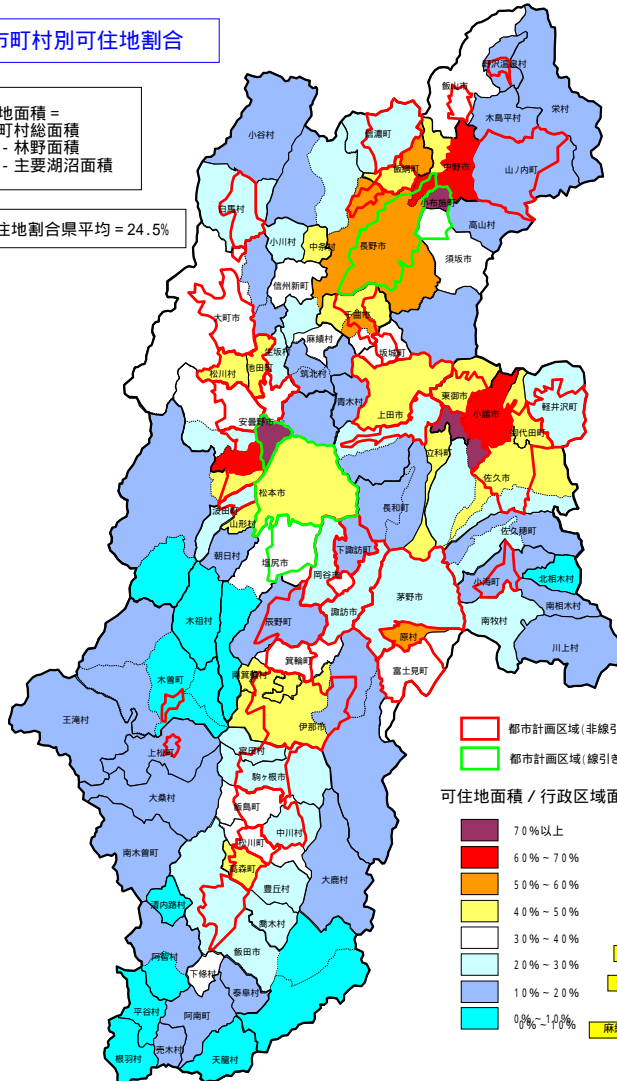 市町村別可住地割合
地面積 =
町村総面積
- 林野面積
- 主要湖沼面積
住地割合県平均 = 24.5%
野沢温泉村
飯山市
栄村
木島平村
信濃町
小谷村
飯綱町
中野市
山ノ内町
小布施町
白馬村
高山村
小川村
中条村
長野市
須坂市
信州新町
大町市
千曲市
麻績村
生坂村
坂城町
松川村
池田町
筑北村
青木村
東御市
上田市
小諸市
軽井沢町
御代田町
安曇野市
立科町
佐久市
松本市
波田町
長和町
山形村
佐久穂町
朝日村
塩尻市
下諏訪町
岡谷市
小海町
北相木村
茅野市
南相木村
諏訪市
木祖村
辰野町
南牧村
原村
川上村
箕輪町
富士見町
南箕輪村
木曽町
王滝村
伊那市
上松町
宮田村
駒ヶ根市
大桑村
飯島町
中川村
松川町
南木曽町
高森町
大鹿村
豊丘村
清内路村
喬木村
飯田市
阿智村
下條村
泰阜村
平谷村
阿南町
売木村
根羽村
天龍村
都市計画区域(非線引
都市計画区域(線引き
可住地面積 / 行政区域面
70%以上
60%~70%
50%~60%
40%~50%
30%~40%
20%~30%
10%~20%
0%~10%
0%~10%